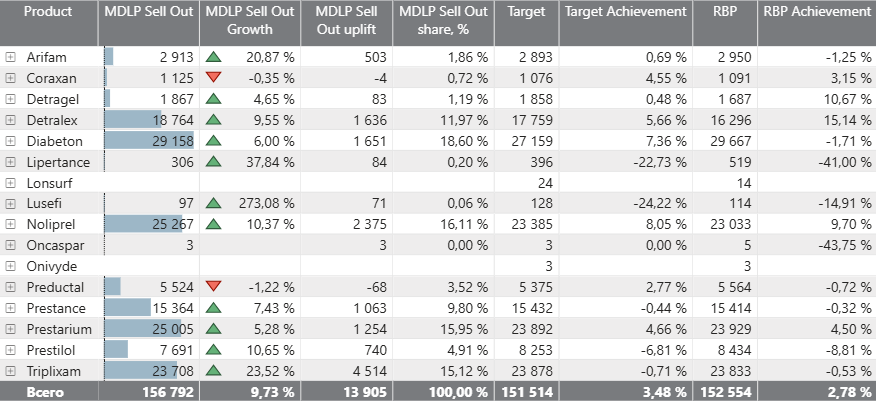 Product MDLP Sell Out MDLP Sell Out Growth MDLP Sell Out uplift MDLP Sell Out share, % Target Target Achievement RBP RBP Achievement
Arifam 2 913 20,87 % 503 1,86 % 2 893 0,69 % 2 950 -1,25 %
Coraxan 1 125 -0,35 % -4 0,72 % 1 076 4,55 % 1 091 3,15 %
Detragel 1 867 4,65 % 83 1,19 % 1 858 0,48 % 1 687 10,67 %
Detralex 18 764 9,55 % 1 636 11,97 % 17 759 5,66 % 16 296 15,14 %
Diabeton 29 158 6,00 % 1 651 18,60 % 27 159 7,36 % 29 667 -1,71 %
Lipertance 306 37,84 % 84 0,20 % 396 -22,73 % 519 -41,00 %
Lonsurf 24 14
Lusefi 97 273,08 % 71 0,06 % 128 -24,22 % 114 -14,91 %
Noliprel 25 267 10,37 % 2 375 16,11 % 23 385 8,05 % 23 033 9,70 %
Oncaspar 3 3 0,00 % 3 0,00 % 5 -43,75 %
Onivyde 3 3
Preductal 5 524 -1,22 % -68 3,52 % 5 375 2,77 % 5 564 -0,72 %
Prestance 15 364 7,43 % 1 063 9,80 % 15 432 -0,44 % 15 414 -0,32 %
Prestarium 25 005 5,28 % 1 254 15,95 % 23 892 4,66 % 23 929 4,50 %
Prestilol 7 691 10,65 % 740 4,91 % 8 253 -6,81 % 8 434 -8,81 %
Triplixam 23 708 23,52 % 4 514 15,12 % 23 878 -0,71 % 23 833 -0,53 %
Всего 156 792 9,73 % 13 905 100,00 % 151 514 3,48 % 152 554 2,78 %